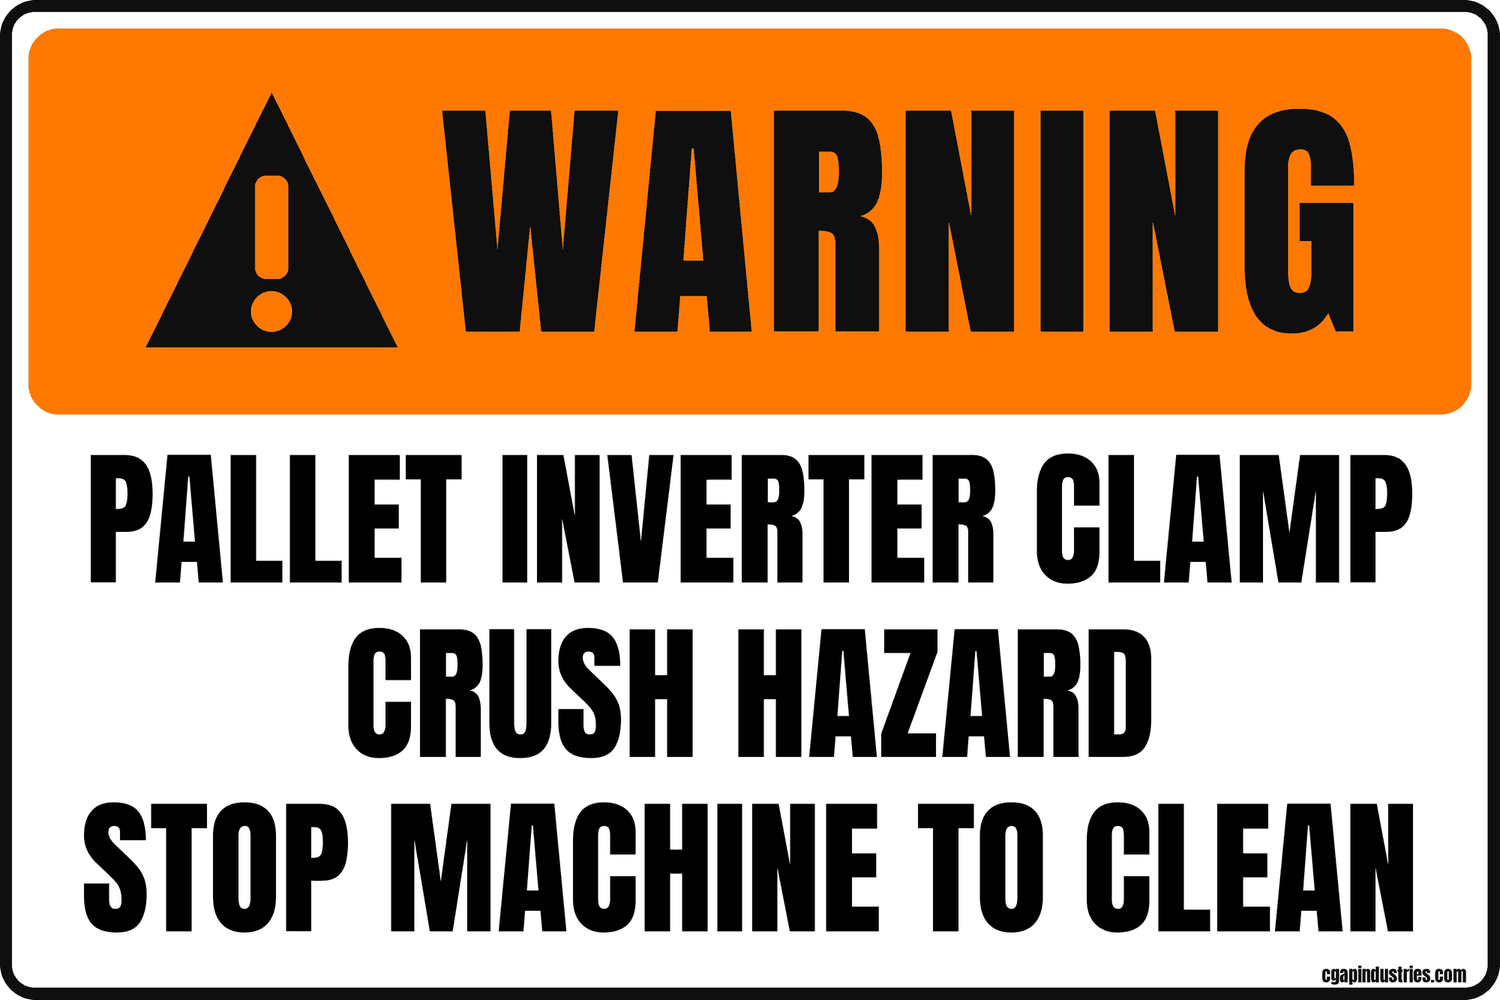 WARNING
PALLET INVERTER CLAMP
CRUSH HAZARD
STOP MACHINE TO CLEAN
cgapindustries.com